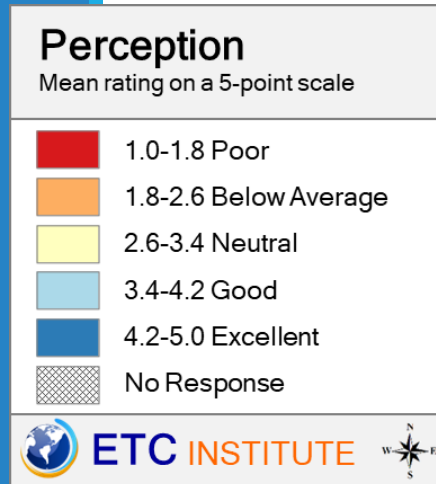 Perception
Mean rating on a 5-point scale
1.0-1.8 Poor
1.8-2.6 Below Average
2.6-3.4 Neutral
3.4-4.2 Good
4.2-5.0 Excellent
No Response
ETC INSTITUTE
N
W E
S